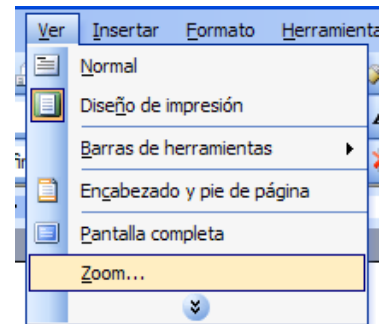 Ver Insertar Formato Herramienta
Normal
Diseño de impresión
Barras de herramientas
Encabezado y pie de página
Pantalla completa
Zoom...